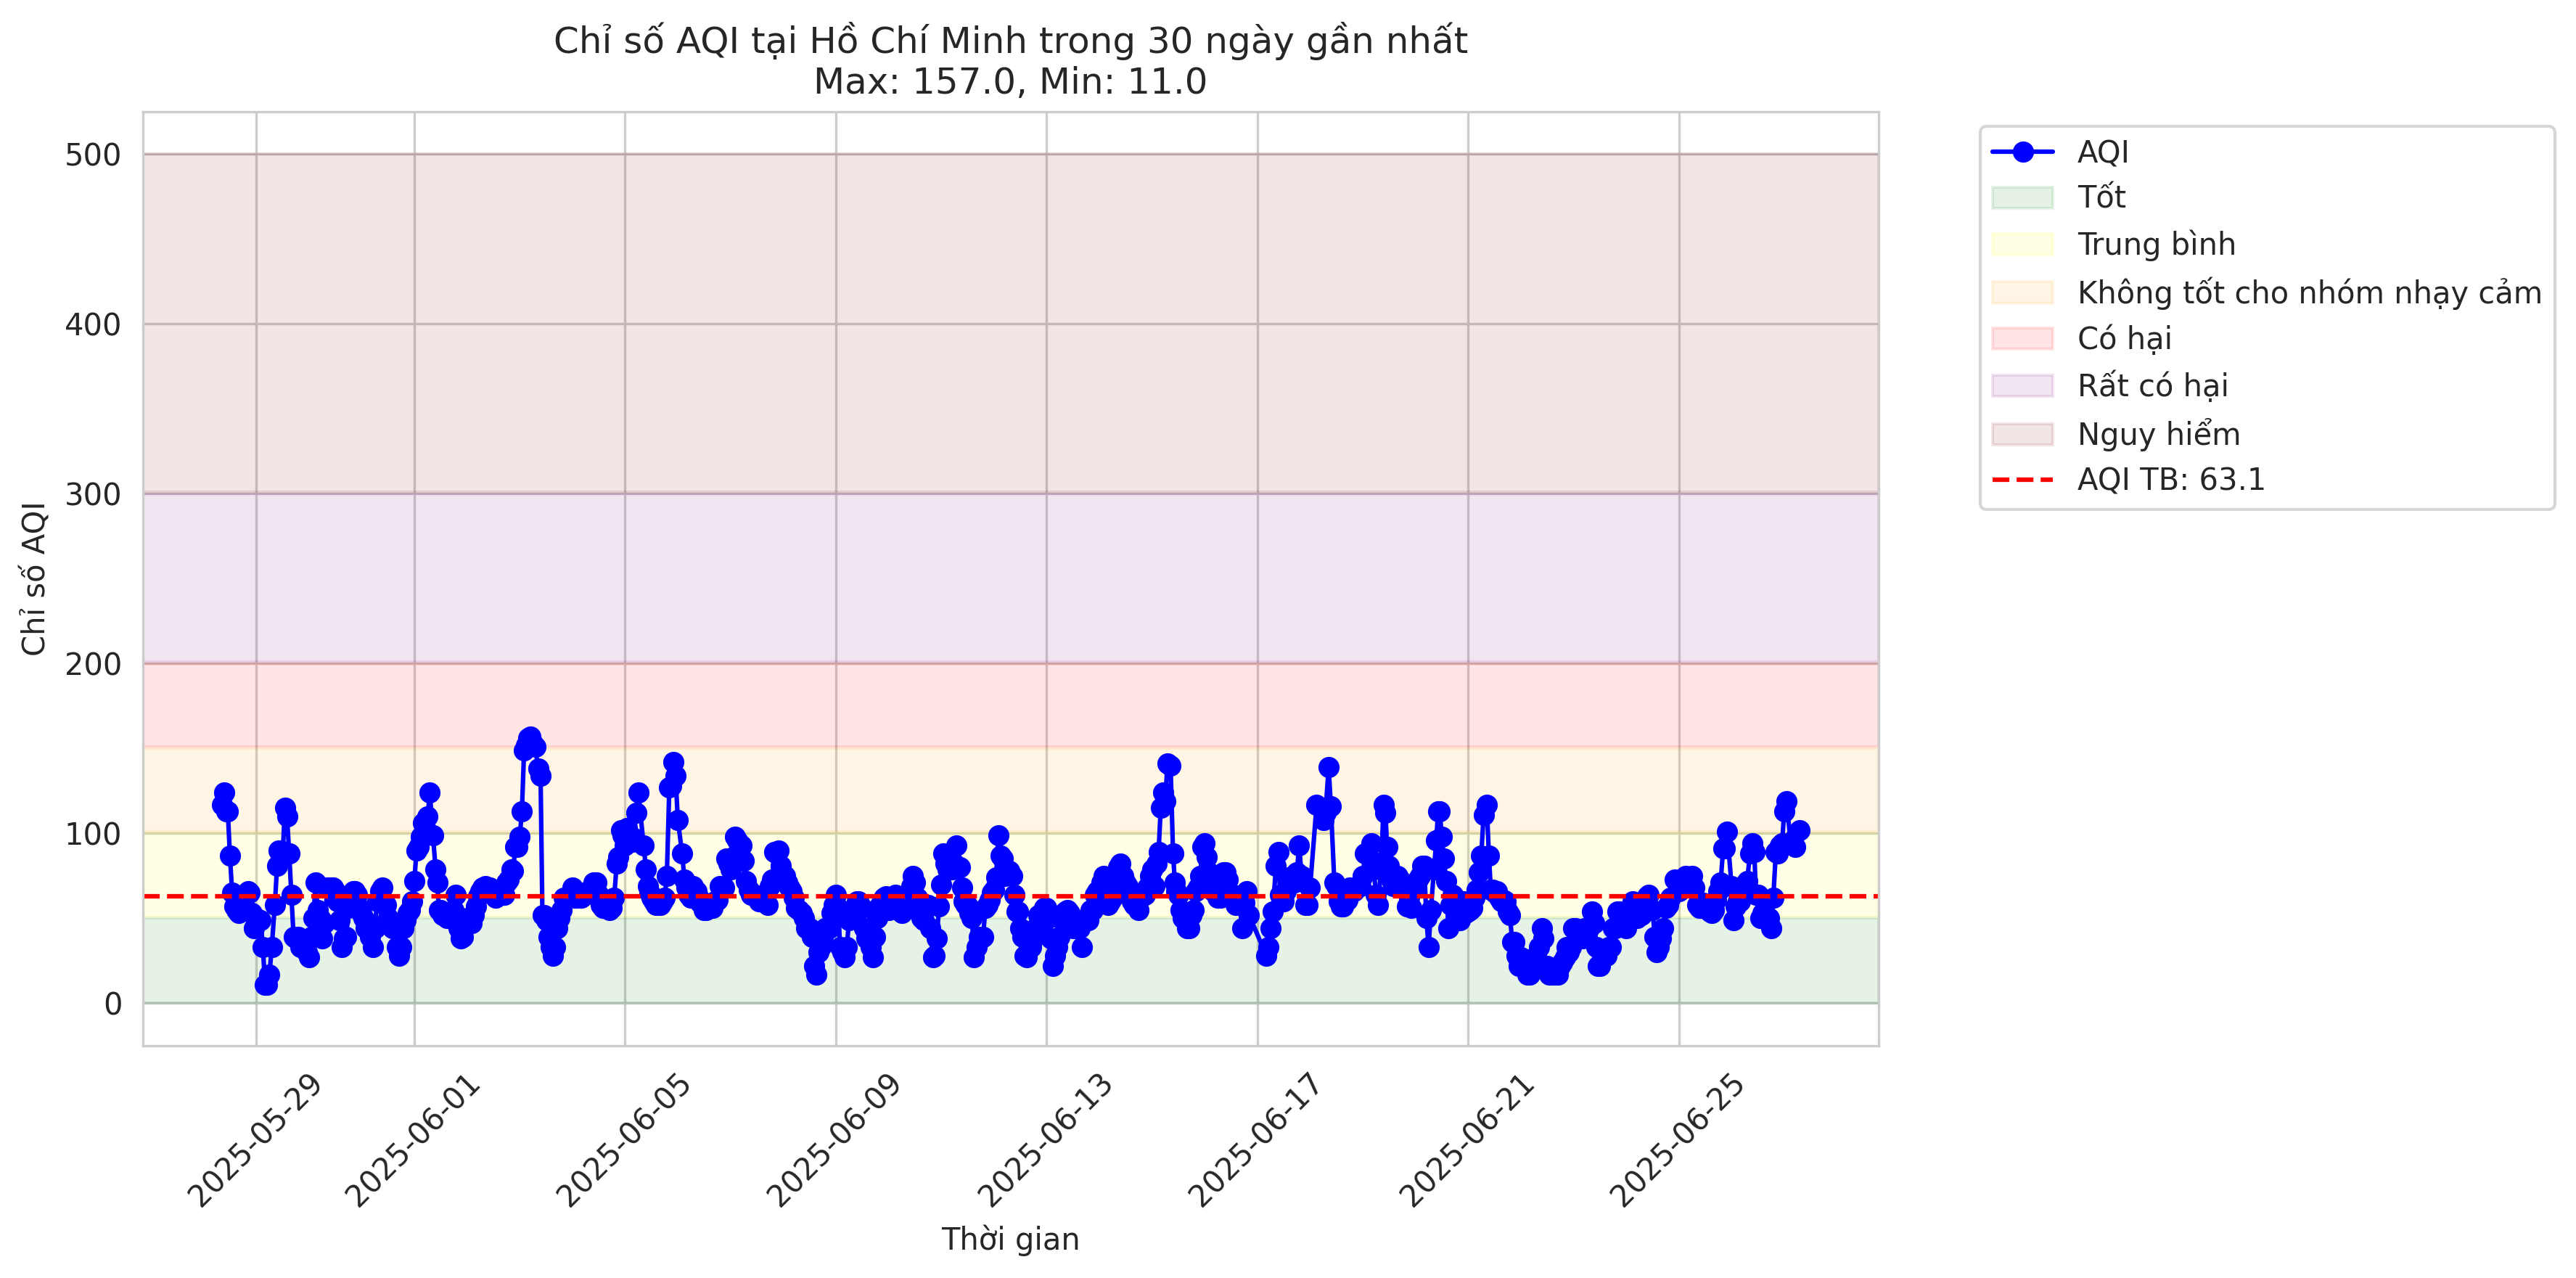 Chỉ số AQI tại Hồ Chí Minh trong 30 ngày gần nhất
Max: 157.0, Min: 11.0
Chỉ số AQI
500
400
300
200
100
0
2025-05-29
2025-06-01
2025-06-05
2025-06-09
2025-06-13
2025-06-17
2025-06-21
2025-06-25
Thời gian
AQI
Tốt
Trung bình
Không tốt cho nhóm nhạy cảm
Có hại
Rất có hại
Nguy hiểm
AQI TB: 63.1